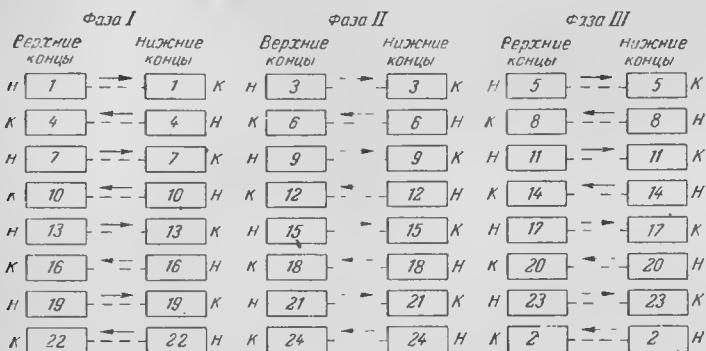 Фаза I Фаза II Фаза III
Верхние концы Нижние концы Верхние концы Нижние концы Верхние концы Нижние концы
Н 1 1 К Н 3 3 К Н 5 5 К
К 4 4 Н К 6 6 Н К 8 8 Н
Н 7 7 К Н 9 9 К Н 11 11 К
К 10 10 Н К 12 12 Н К 14 14 Н
Н 13 13 К Н 15 15 К Н 17 17 К
К 16 16 Н К 18 18 Н К 20 20 Н
Н 19 19 К Н 21 21 К Н 23 23 К
К 22 22 Н К 24 24 Н К 2 2 Н